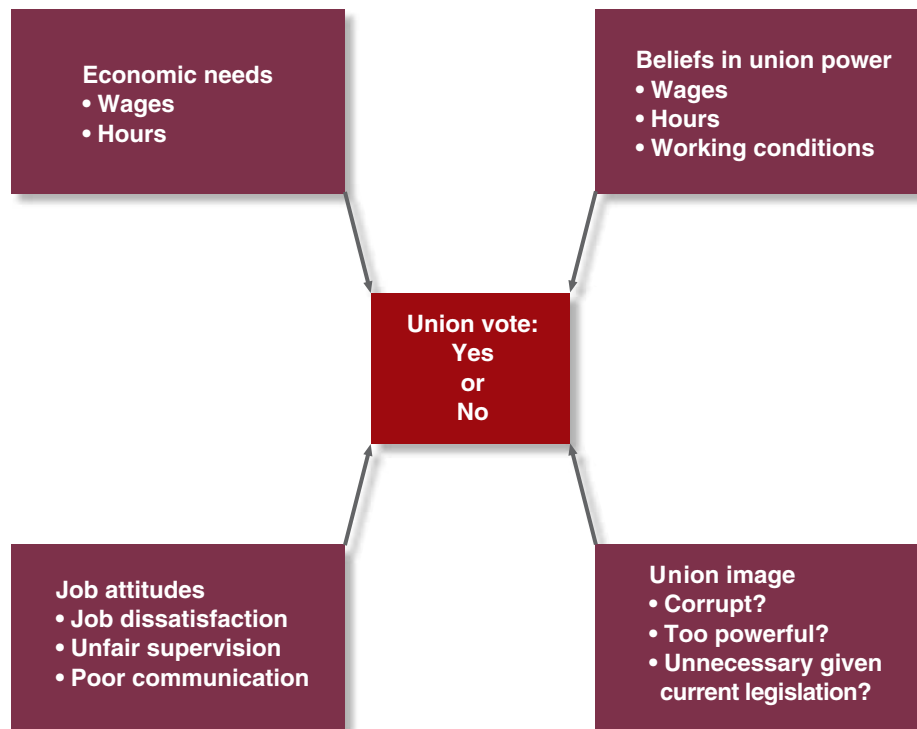 Economic needs
• Wages
• Hours
Beliefs in union power
• Wages
• Hours
• Working conditions
Union vote:
Yes
or
No
Job attitudes
• Job dissatisfaction
• Unfair supervision
• Poor communication
Union image
• Corrupt?
• Too powerful?
• Unnecessary given
current legislation?